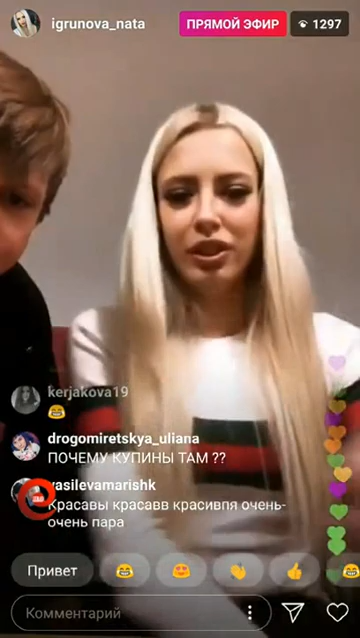 igrunova_nata
ПРЯМОЙ ЭФИР
1297
kerjakova19
drogomiretskya_uliana
ПОЧЕМУ КУПИНЫ ТАМ ??
vasilevamarishk
Красавы красавв красивпя очень-
очень пара
Привет
Комментарий